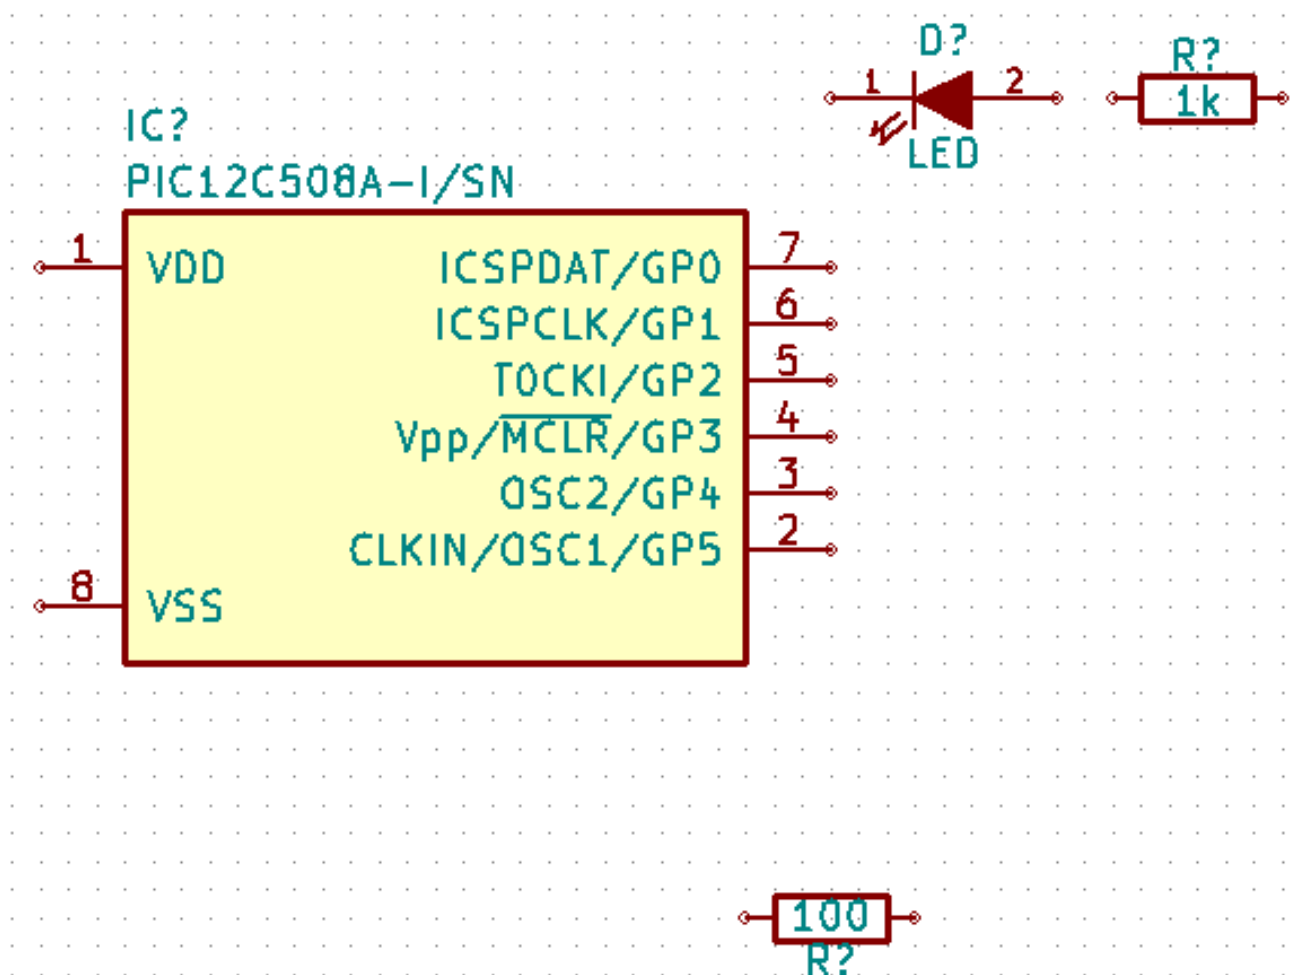 D?
R?
1 2
1k
LED
IC?
PIC12C508A-I/SN
1 VDD ICSPDAT/GP0 7
ICSPCLK/GP1 6
T0CKI/GP2 5
Vpp/MCLR/GP3 4
OSC2/GP4 3
CLKIN/OSC1/GP5 2
8 VSS
100
R?